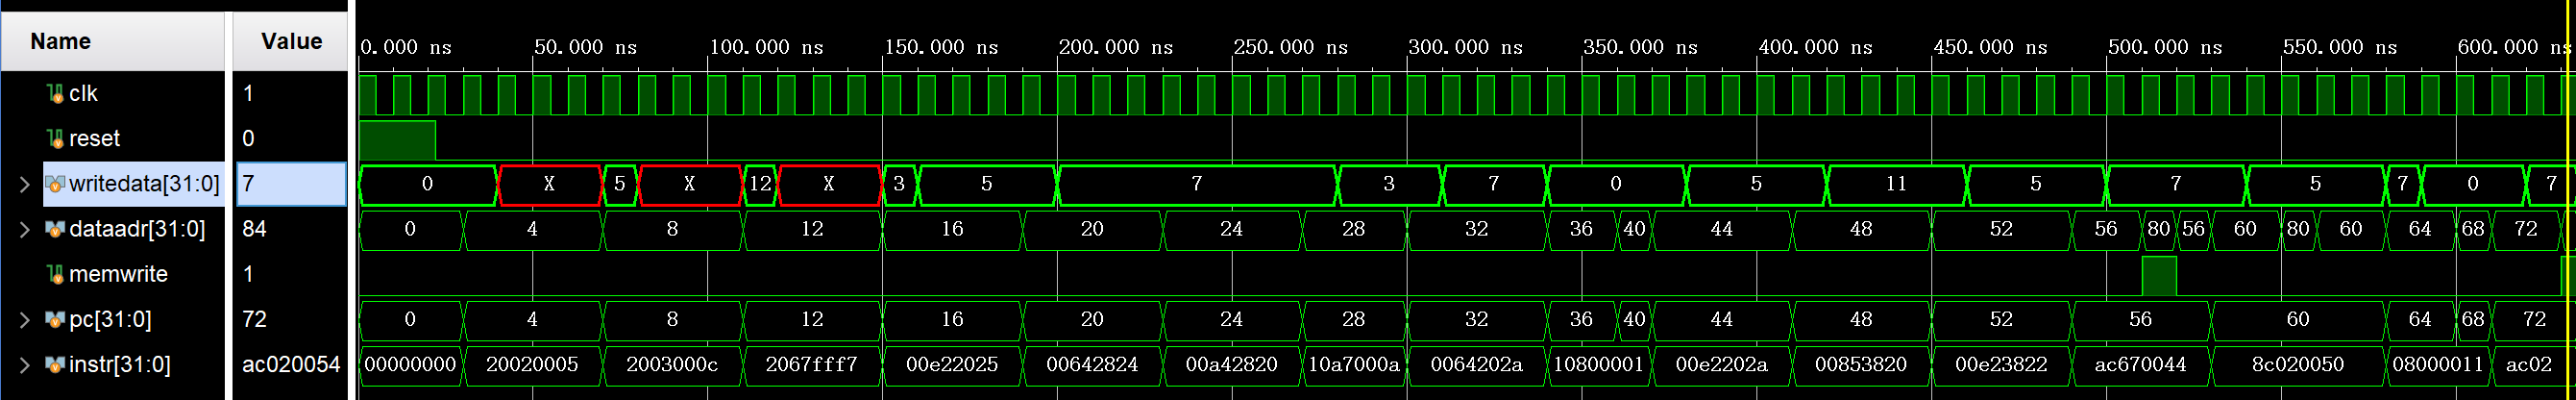 Name Value
0.000 ns 50.000 ns 100.000 ns 150.000 ns 200.000 ns 250.000 ns 300.000 ns 350.000 ns 400.000 ns 450.000 ns 500.000 ns 550.000 ns 600.000 ns
clk 1
reset 0
writedata[31:0] 7 0 X 5 X 12 X 3 5 7 3 7 0 5 11 5 7 5 7 0 7
dataadr[31:0] 84 0 4 8 12 16 20 24 28 32 36 40 44 48 52 56 80 56 60 80 60 64 68 72
memwrite 1
pc[31:0] 72 0 4 8 12 16 20 24 28 32 36 40 44 48 52 56 60 64 68 72
instr[31:0] ac020054 00000000 20020005 2003000c 2067fff7 00e22025 00642824 00a42820 10a7000a 0064202a 10800001 00e2202a 00853820 00e23822 ac670044 8c020050 08000011 ac02